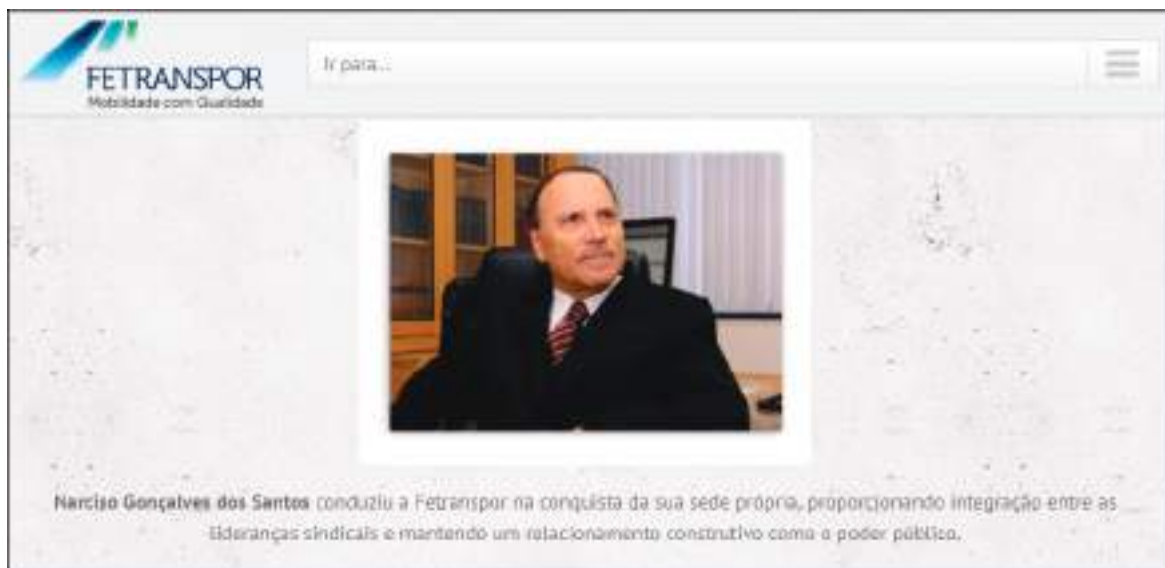 FETRANSPOR
Mobilidade com Qualidade
Ir para...
Narciso Gonçalves dos Santos conduziu a Fetranspor na conquista da sua sede própria, proporcionando integração entre as
lideranças sindicais e mantendo um relacionamento construtivo como o poder público.